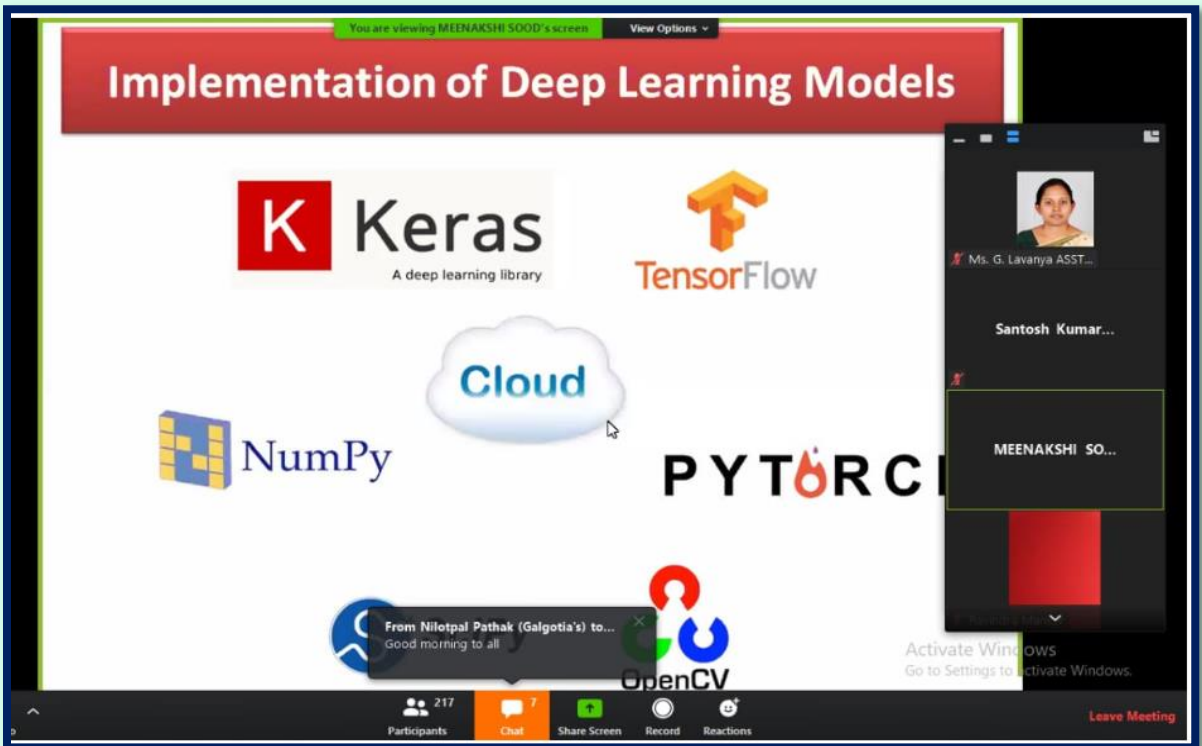 You are viewing MEENAKSHI SOOD's screen
View Options
Implementation of Deep Learning Models
K Keras
A deep learning library
TensorFlow
Ms. G. Lavanya ASST...
Santosh Kumar...
Cloud
NumPy
MEENAKSHI SO...
PYTORC
From Nilotpal Pathak (Galgotia's) to...
Good morning to all
OpenCV
Activate Windows
Go to Settings to activate Windows.
217
7
Participants
Chat
Share Screen
Record
Reactions
Leave Meeting